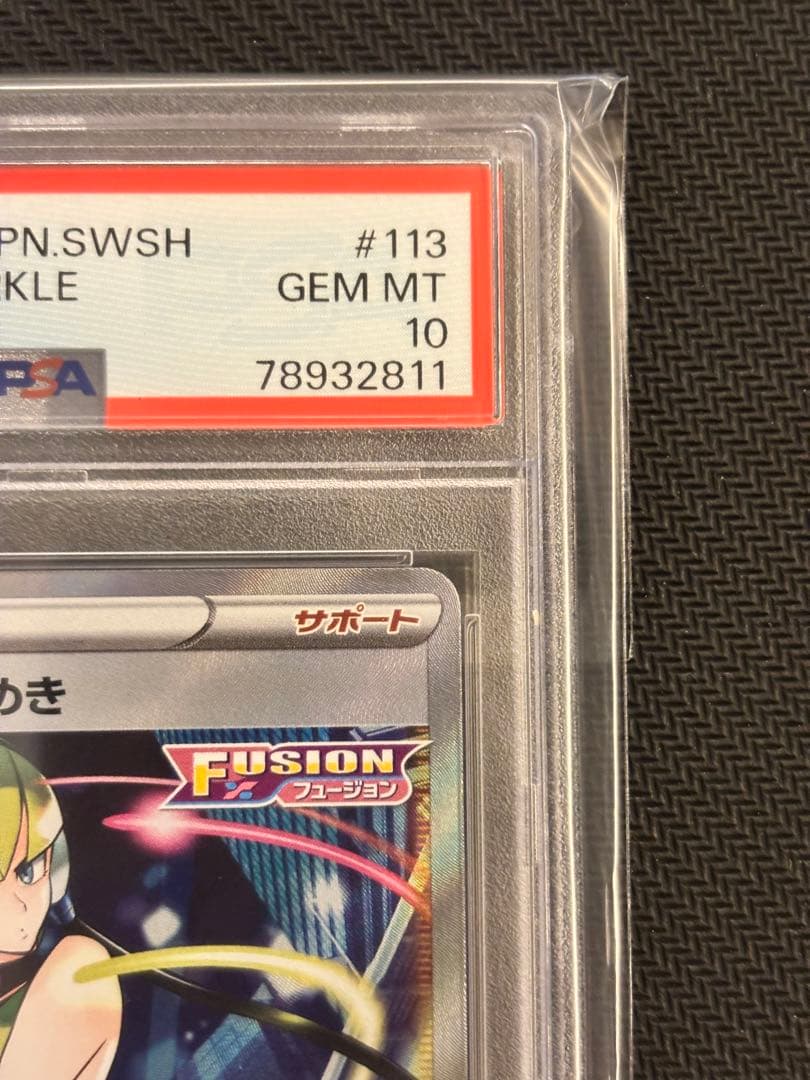 PN.SWSH #113
RKLE GEM MT
10
PSA 78932811
サポート
めき
FUSION
フュージョン